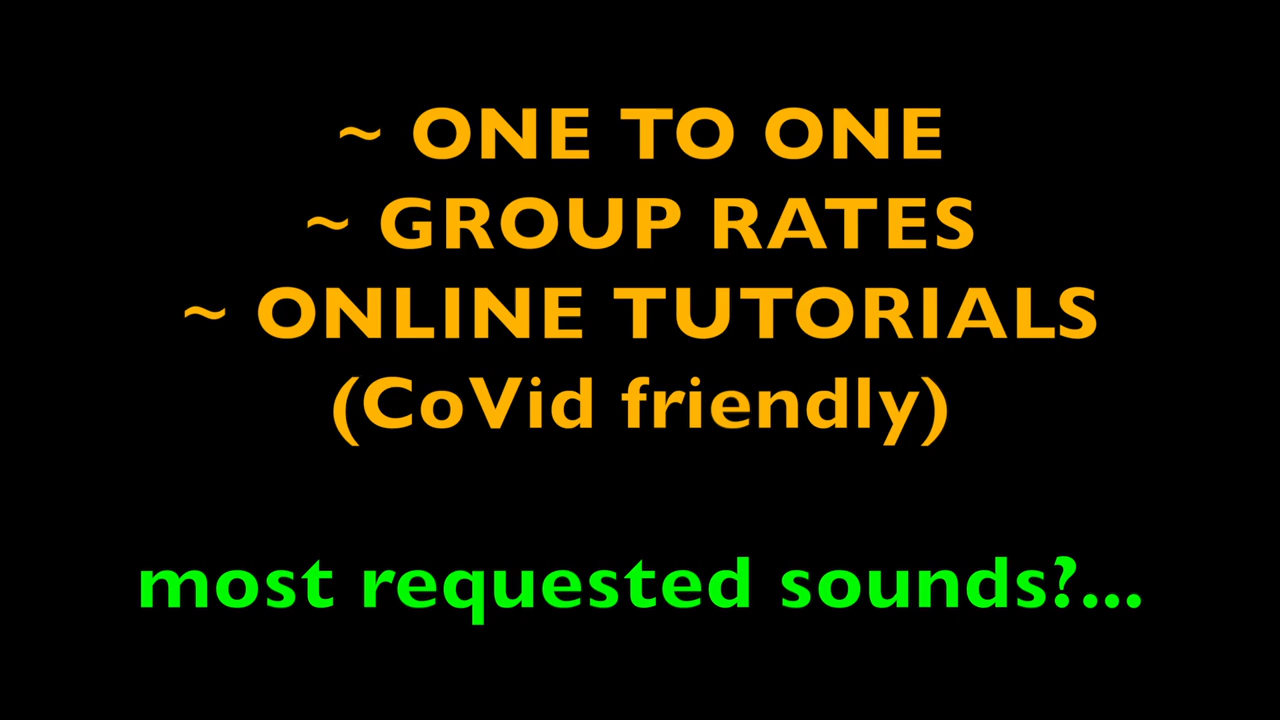 ~ ONE TO ONE
~ GROUP RATES
~ ONLINE TUTORIALS
(CoVid friendly)
most requested sounds?...